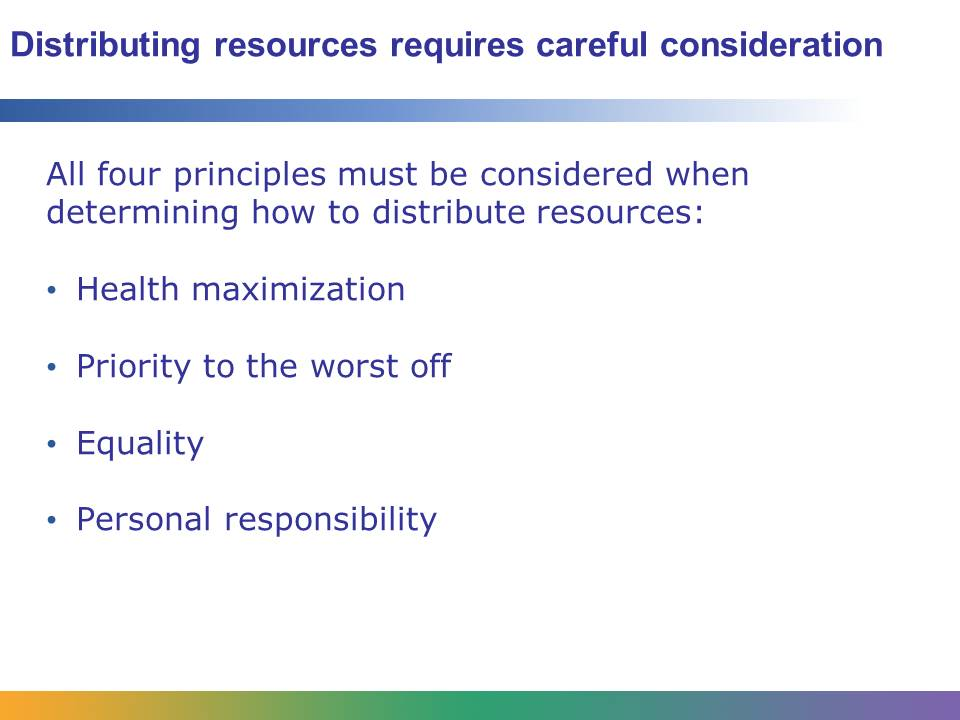 Distributing resources requires careful consideration
All four principles must be considered when
determining how to distribute resources:
• Health maximization
• Priority to the worst off
• Equality
• Personal responsibility